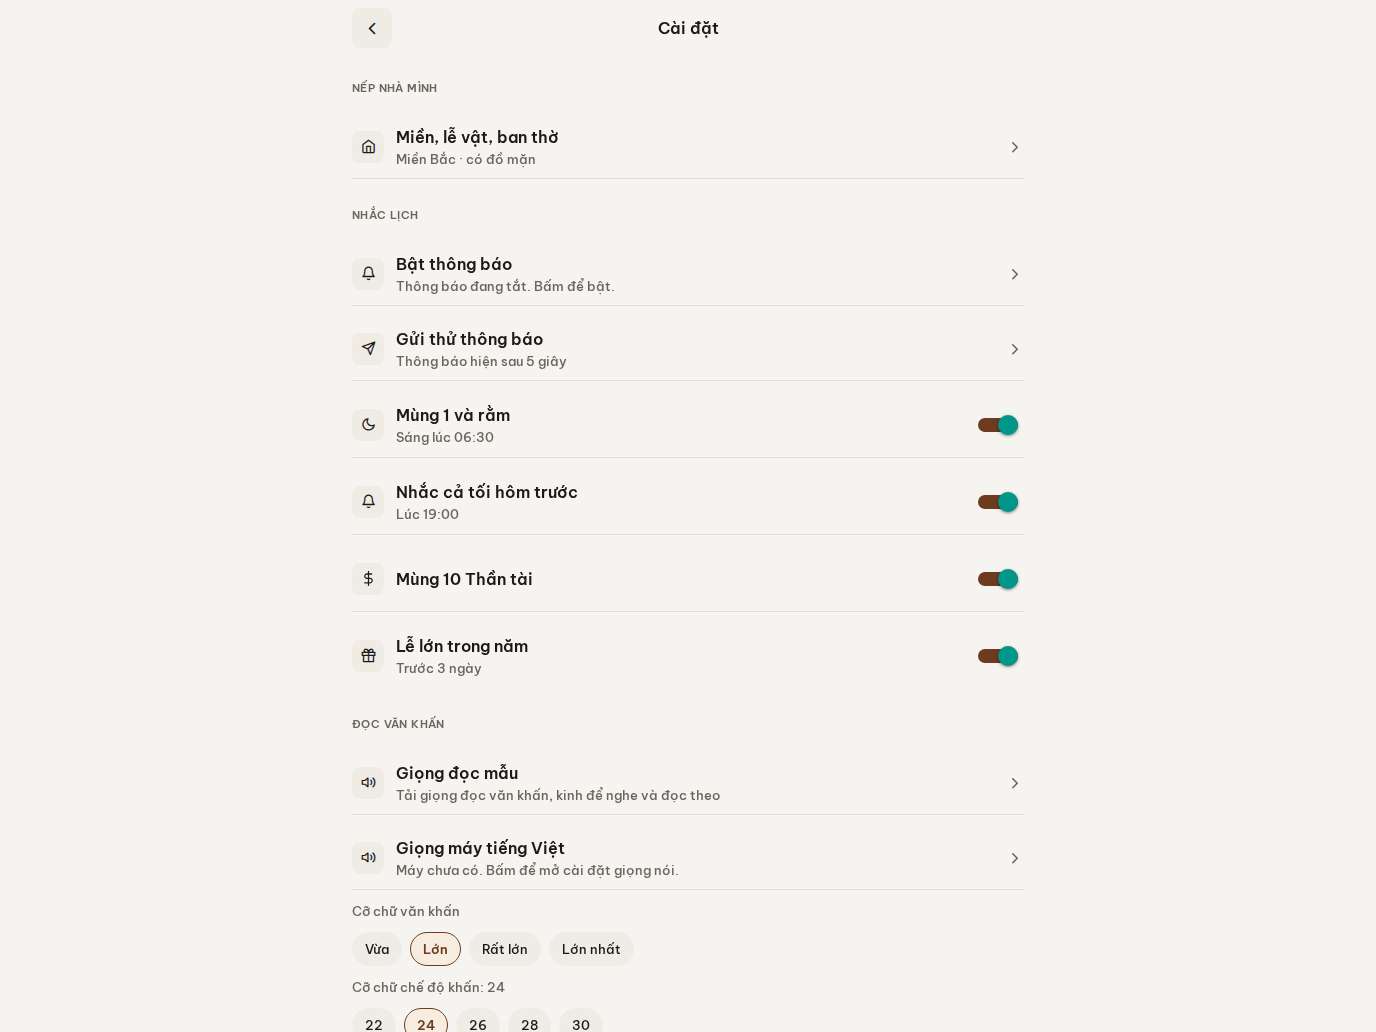 Cài đặt
NẾP NHÀ MÌNH
Miền, lễ vật, ban thờ
Miền Bắc · có đồ mặn
NHẮC LỊCH
Bật thông báo
Thông báo đang tắt. Bấm để bật.
Gửi thử thông báo
Thông báo hiện sau 5 giây
Mùng 1 và rằm
Sáng lúc 06:30
Nhắc cả tối hôm trước
Lúc 19:00
Mùng 10 Thần tài
Lễ lớn trong năm
Trước 3 ngày
ĐỌC VĂN KHẤN
Giọng đọc mẫu
Tải giọng đọc văn khấn, kinh để nghe và đọc theo
Giọng máy tiếng Việt
Máy chưa có. Bấm để mở cài đặt giọng nói.
Cỡ chữ văn khấn
Vừa Lớn Rất lớn Lớn nhất
Cỡ chữ chế độ khấn: 24
22 24 26 28 30